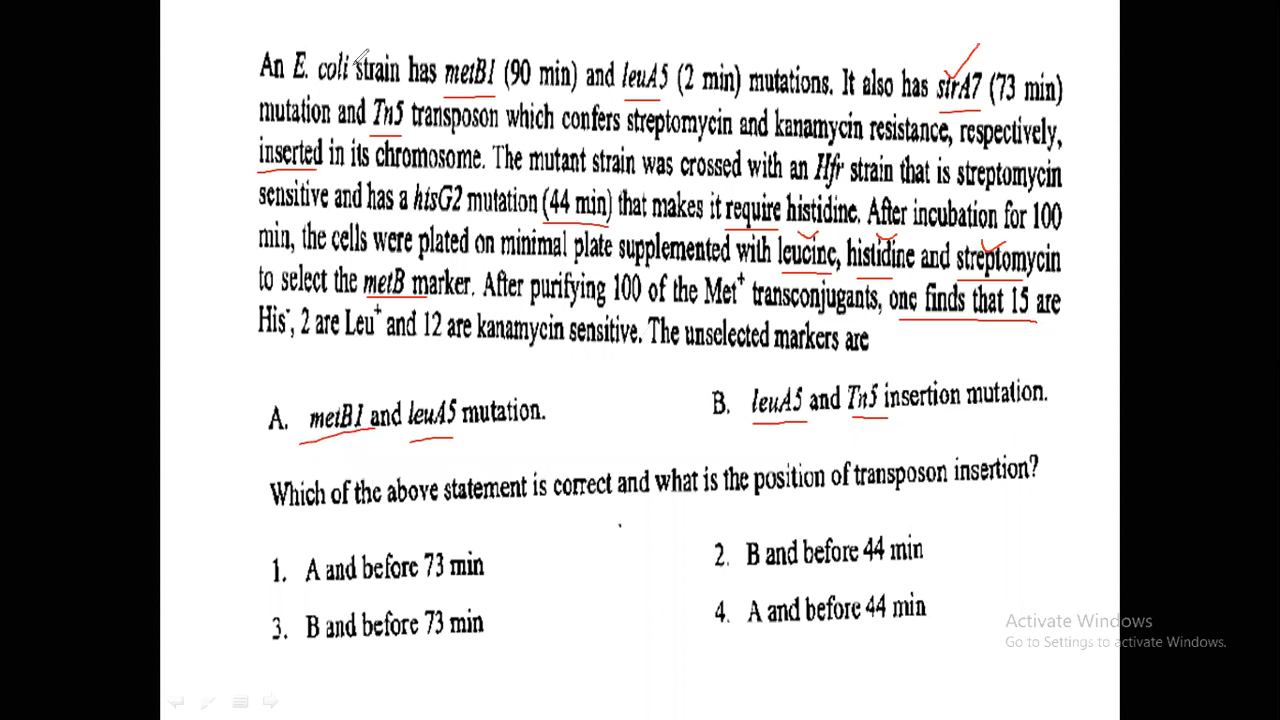 An E. coli strain has metB1 (90 min) and leuA5 (2 min) mutations. It also has strA7 (73 min)
mutation and Tn5 transposon which confers streptomycin and kanamycin resistance, respectively,
inserted in its chromosome. The mutant strain was crossed with an Hfr strain that is streptomycin
sensitive and has a hisG2 mutation (44 min) that makes it require histidine. After incubation for 100
min, the cells were plated on minimal plate supplemented with leucine, histidine and streptomycin
to select the metB marker. After purifying 100 of the Met⁺ transconjugants, one finds that 15 are
His⁻, 2 are Leu⁺ and 12 are kanamycin sensitive. The unselected markers are
A. metB1 and leuA5 mutation.
B. leuA5 and Tn5 insertion mutation.
Which of the above statement is correct and what is the position of transposon insertion?
1. A and before 73 min
2. B and before 44 min
3. B and before 73 min
4. A and before 44 min
Activate Windows
Go to Settings to activate Windows.